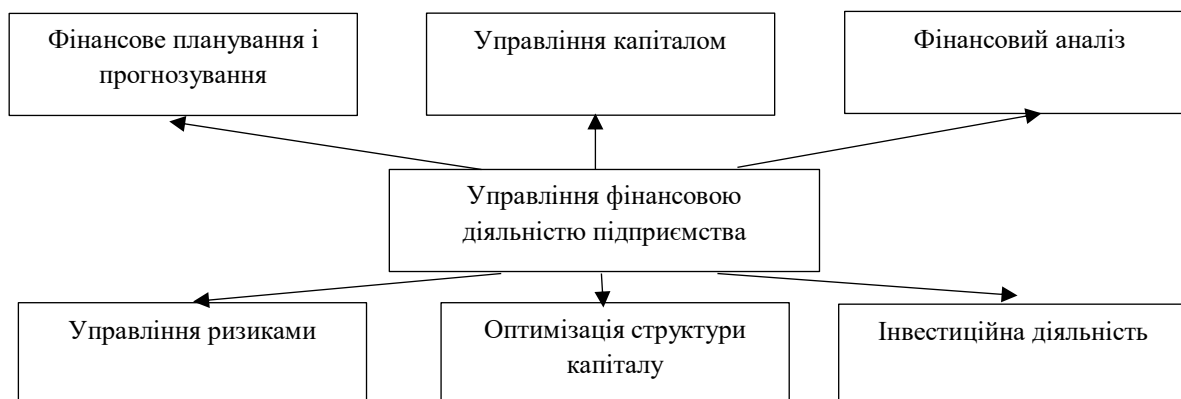 Фінансове планування і
прогнозування
Управління капіталом
Фінансовий аналіз
Управління фінансовою
діяльністю підприємства
Управління ризиками
Оптимізація структури
капіталу
Інвестиційна діяльність